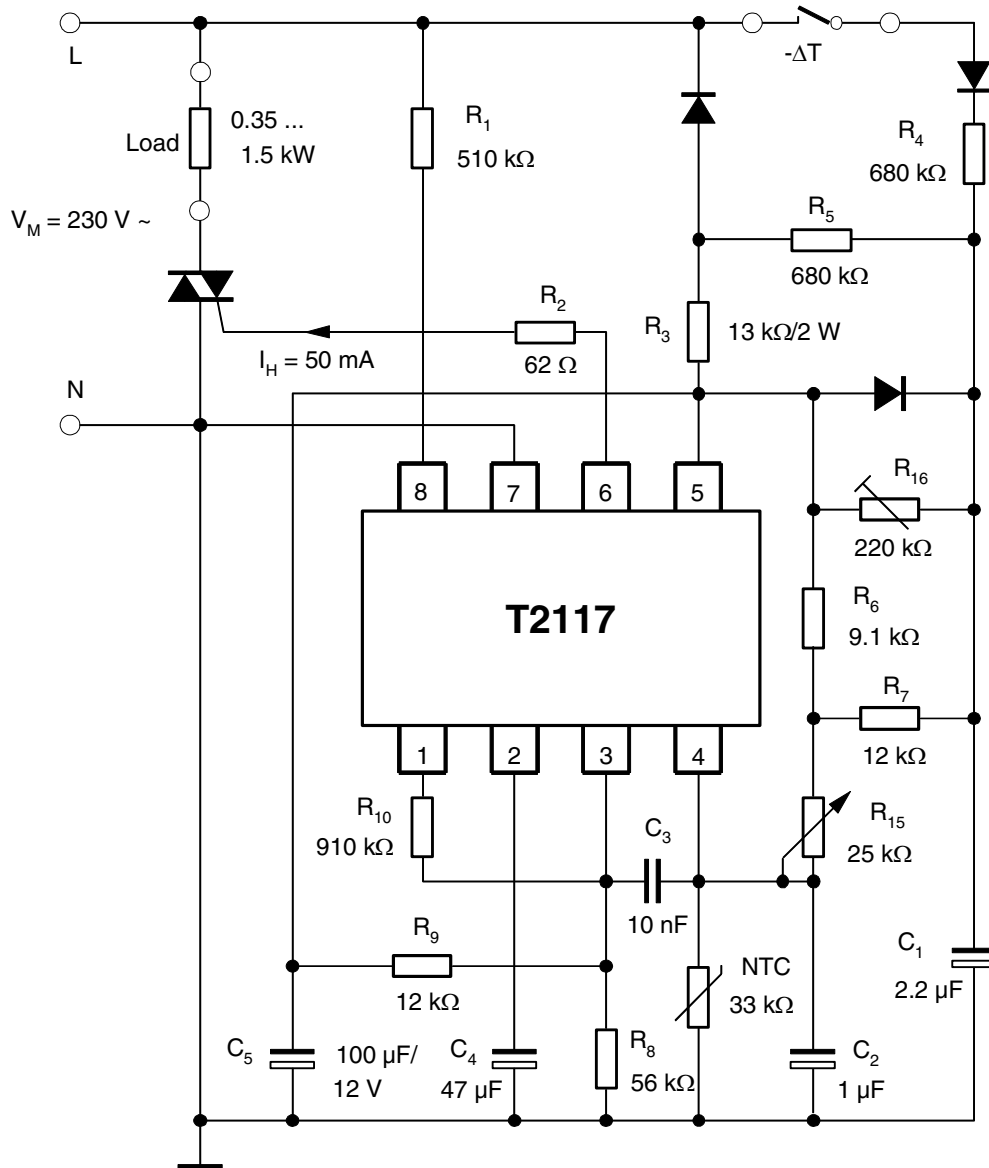 L
-ΔT
Load
0.35 ...
1.5 kW
R1
510 kΩ
R4
680 kΩ
VM = 230 V ~
R5
680 kΩ
R2
62 Ω
IH = 50 mA
R3
13 kΩ/2 W
N
8
7
6
5
R16
220 kΩ
T2117
R6
9.1 kΩ
R7
12 kΩ
1
2
3
4
R10
910 kΩ
C3
10 nF
R15
25 kΩ
R9
12 kΩ
NTC
33 kΩ
C1
2.2 µF
C5
100 µF/
12 V
C4
47 µF
R8
56 kΩ
C2
1 µF